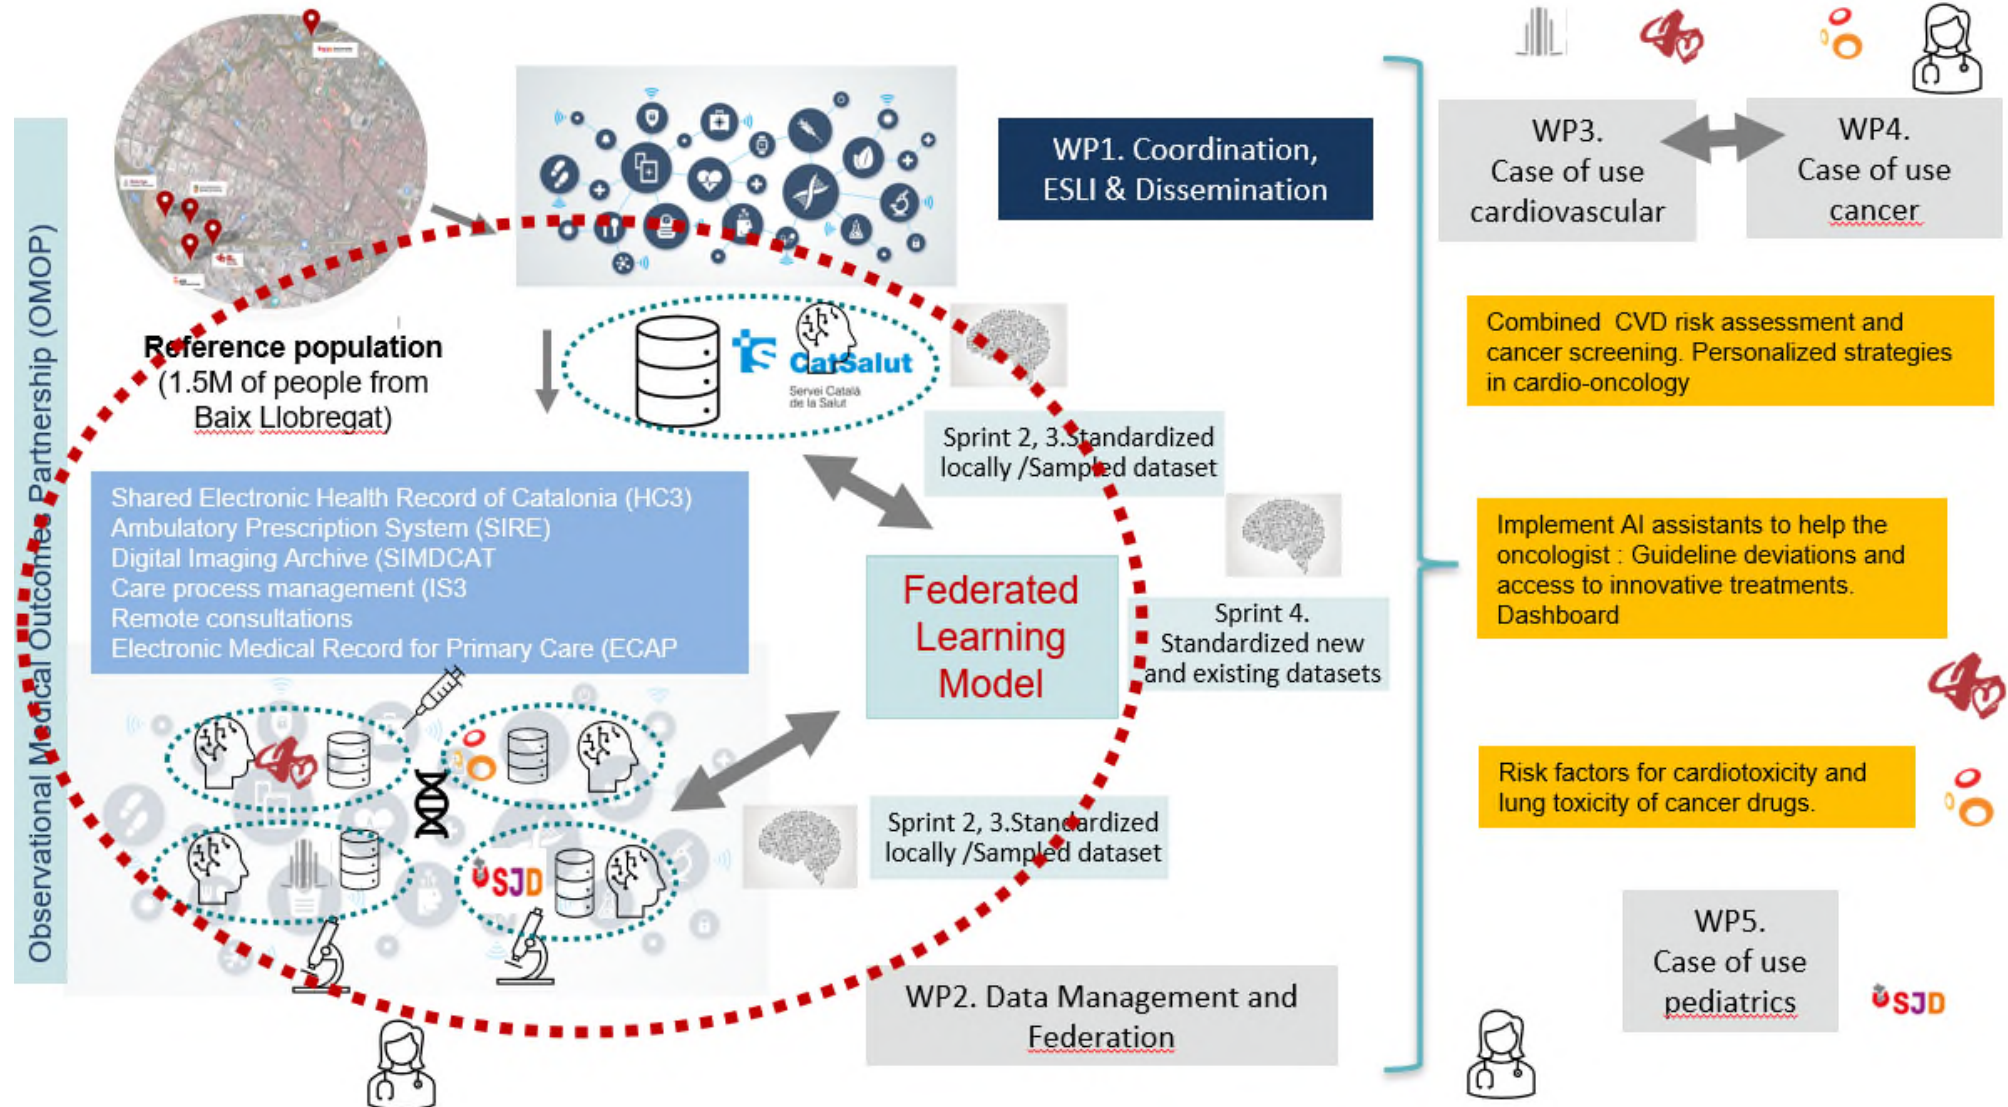 Observational Medical Outcomes Partnership (OMOP)
Reference population
(1.5M of people from
Baix Llobregat)
WP1. Coordination,
ESLI & Dissemination
CatSalut
Servei Català
de la Salut
Sprint 2, 3.Standardized
locally /Sampled dataset
Shared Electronic Health Record of Catalonia (HC3)
Ambulatory Prescription System (SIRE)
Digital Imaging Archive (SIMDCAT
Care process management (IS3
Remote consultations
Electronic Medical Record for Primary Care (ECAP
Federated
Learning
Model
Sprint 4.
Standardized new
and existing datasets
SJD
Sprint 2, 3.Standardized
locally /Sampled dataset
WP2. Data Management and
Federation
WP3.
Case of use
cardiovascular
WP4.
Case of use
cancer
Combined CVD risk assessment and
cancer screening. Personalized strategies
in cardio-oncology
Implement AI assistants to help the
oncologist : Guideline deviations and
access to innovative treatments.
Dashboard
Risk factors for cardiotoxicity and
lung toxicity of cancer drugs.
WP5.
Case of use
pediatrics
SJD